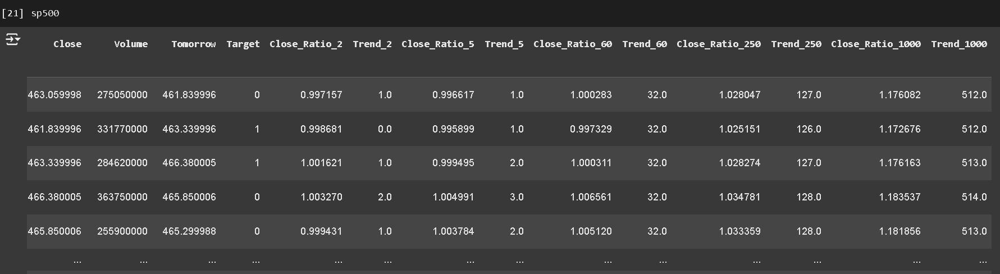 [21] sp500
Close Volume Tomorrow Target Close_Ratio_2 Trend_2 Close_Ratio_5 Trend_5 Close_Ratio_60 Trend_60 Close_Ratio_250 Trend_250 Close_Ratio_1000 Trend_1000
463.059998 275050000 461.839996 0 0.997157 1.0 0.996617 1.0 1.000283 32.0 1.028047 127.0 1.176082 512.0
461.839996 331770000 463.339996 1 0.998681 0.0 0.995899 1.0 0.997329 32.0 1.025151 126.0 1.172676 512.0
463.339996 284620000 466.380005 1 1.001621 1.0 0.999495 2.0 1.000311 32.0 1.028274 127.0 1.176163 513.0
466.380005 363750000 465.850006 0 1.003270 2.0 1.004991 3.0 1.006561 32.0 1.034781 128.0 1.183537 514.0
465.850006 255900000 465.299988 0 0.999431 1.0 1.003784 2.0 1.005120 32.0 1.033359 128.0 1.181856 513.0
... ... ... ... ... ... ... ... ... ... ... ... ... ...